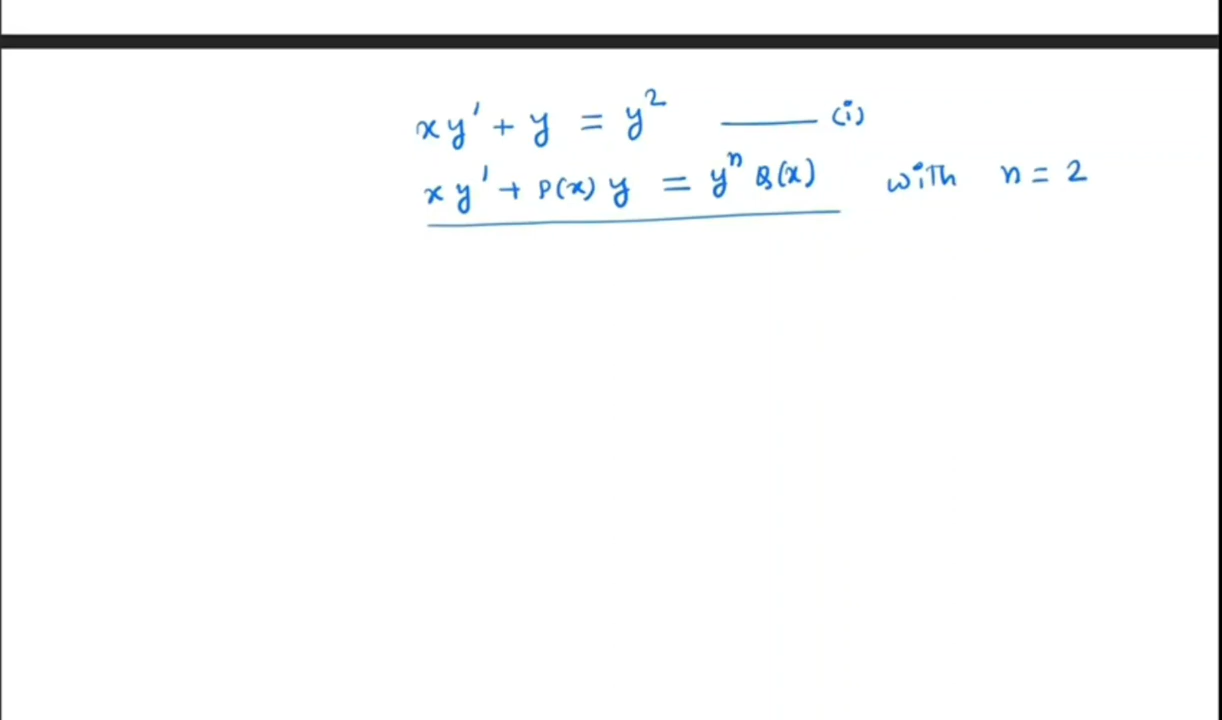 xy' + y = y² —— (i)
xy' + P(x) y = yⁿ Q(x) with n = 2